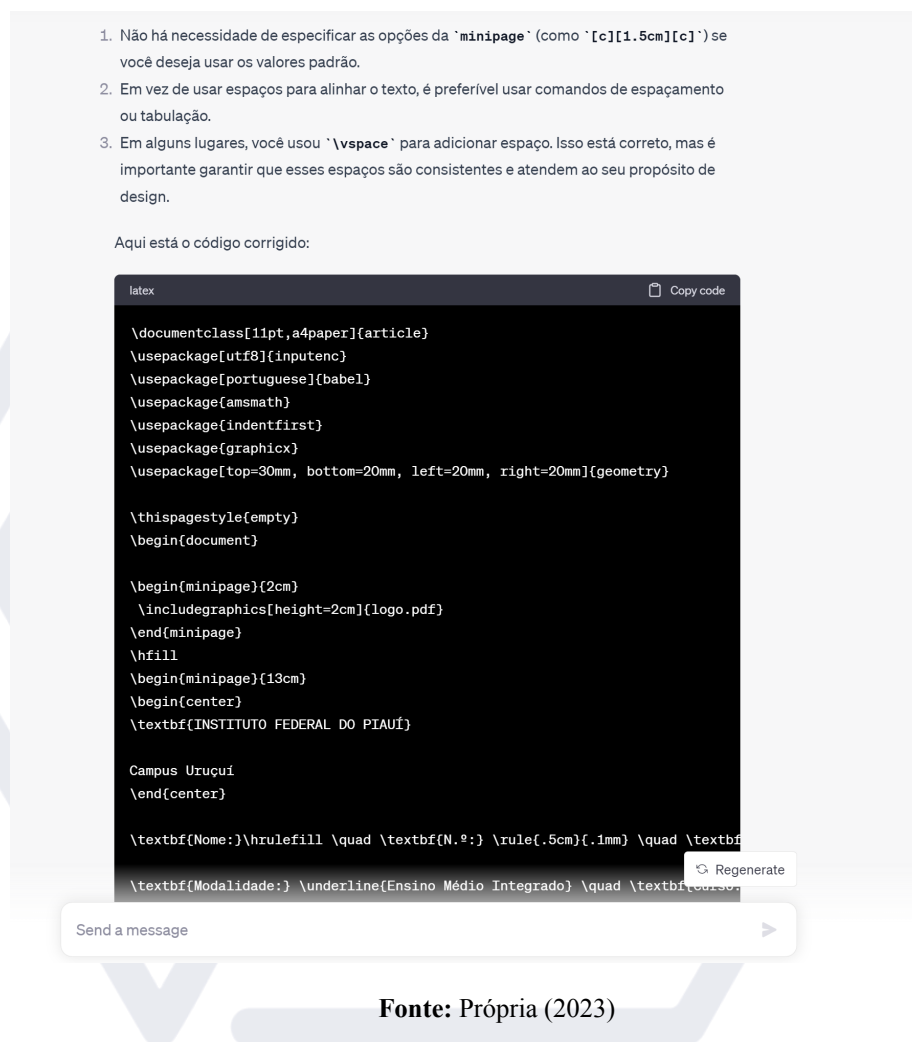 1. Não há necessidade de especificar as opções da `minipage` (como `[c][1.5cm][c]`) se
você deseja usar os valores padrão.
2. Em vez de usar espaços para alinhar o texto, é preferível usar comandos de espaçamento
ou tabulação.
3. Em alguns lugares, você usou `\vspace` para adicionar espaço. Isso está correto, mas é
importante garantir que esses espaços são consistentes e atendem ao seu propósito de
design.
Aqui está o código corrigido:
latex Copy code
\documentclass[11pt,a4paper]{article}
\usepackage[utf8]{inputenc}
\usepackage[portuguese]{babel}
\usepackage{amsmath}
\usepackage{indentfirst}
\usepackage{graphicx}
\usepackage[top=30mm, bottom=20mm, left=20mm, right=20mm]{geometry}
\thispagestyle{empty}
\begin{document}
\begin{minipage}{2cm}
\includegraphics[height=2cm]{logo.pdf}
\end{minipage}
\hfill
\begin{minipage}{13cm}
\begin{center}
\textbf{INSTITUTO FEDERAL DO PIAUÍ}
Campus Uruçuí
\end{center}
\textbf{Nome:}\hrulefill \quad \textbf{N.º:} \rule{.5cm}{.1mm} \quad \textbf
Regenerate
\textbf{Modalidade:} \underline{Ensino Médio Integrado} \quad \textbf{
Send a message
Fonte: Própria (2023)